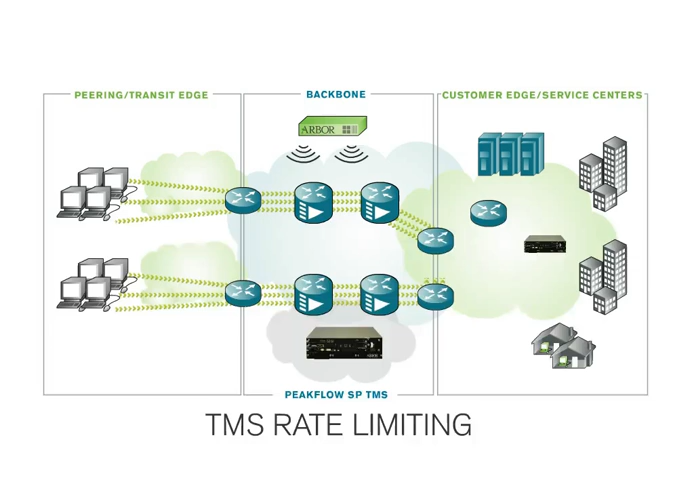 PEERING/TRANSIT EDGE
BACKBONE
CUSTOMER EDGE/SERVICE CENTERS
ARBOR
PEAKFLOW SP TMS
TMS RATE LIMITING